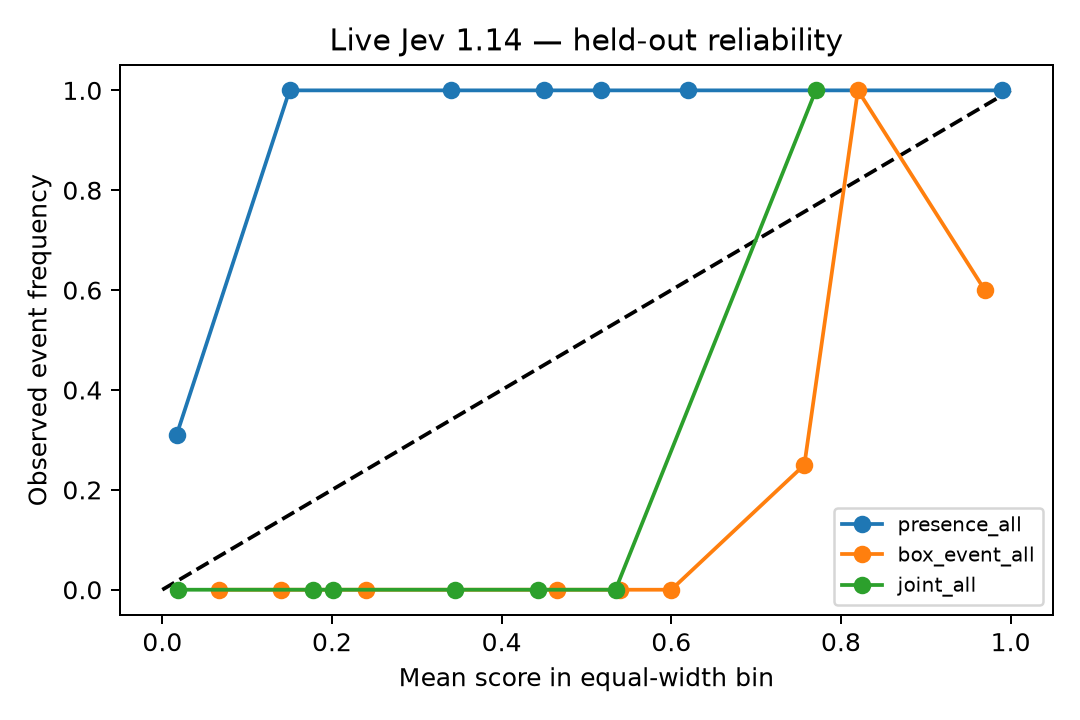 Live Jev 1.14 — held-out reliability
Observed event frequency
1.0
0.8
0.6
0.4
0.2
0.0
presence_all
box_event_all
joint_all
0.0 0.2 0.4 0.6 0.8 1.0
Mean score in equal-width bin